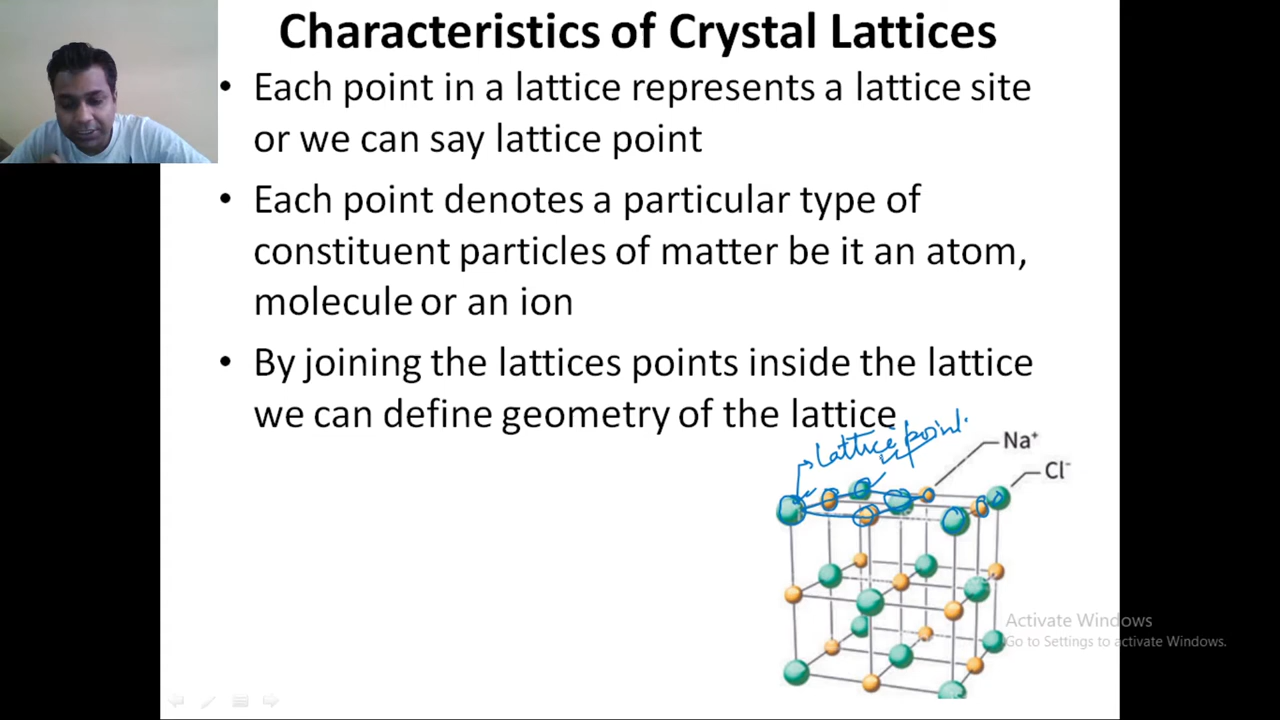 Characteristics of Crystal Lattices
• Each point in a lattice represents a lattice site
or we can say lattice point
• Each point denotes a particular type of
constituent particles of matter be it an atom,
molecule or an ion
• By joining the lattices points inside the lattice
we can define geometry of the lattice
Lattice point.
Na⁺
Cl⁻
Activate Windows
Go to Settings to activate Windows.